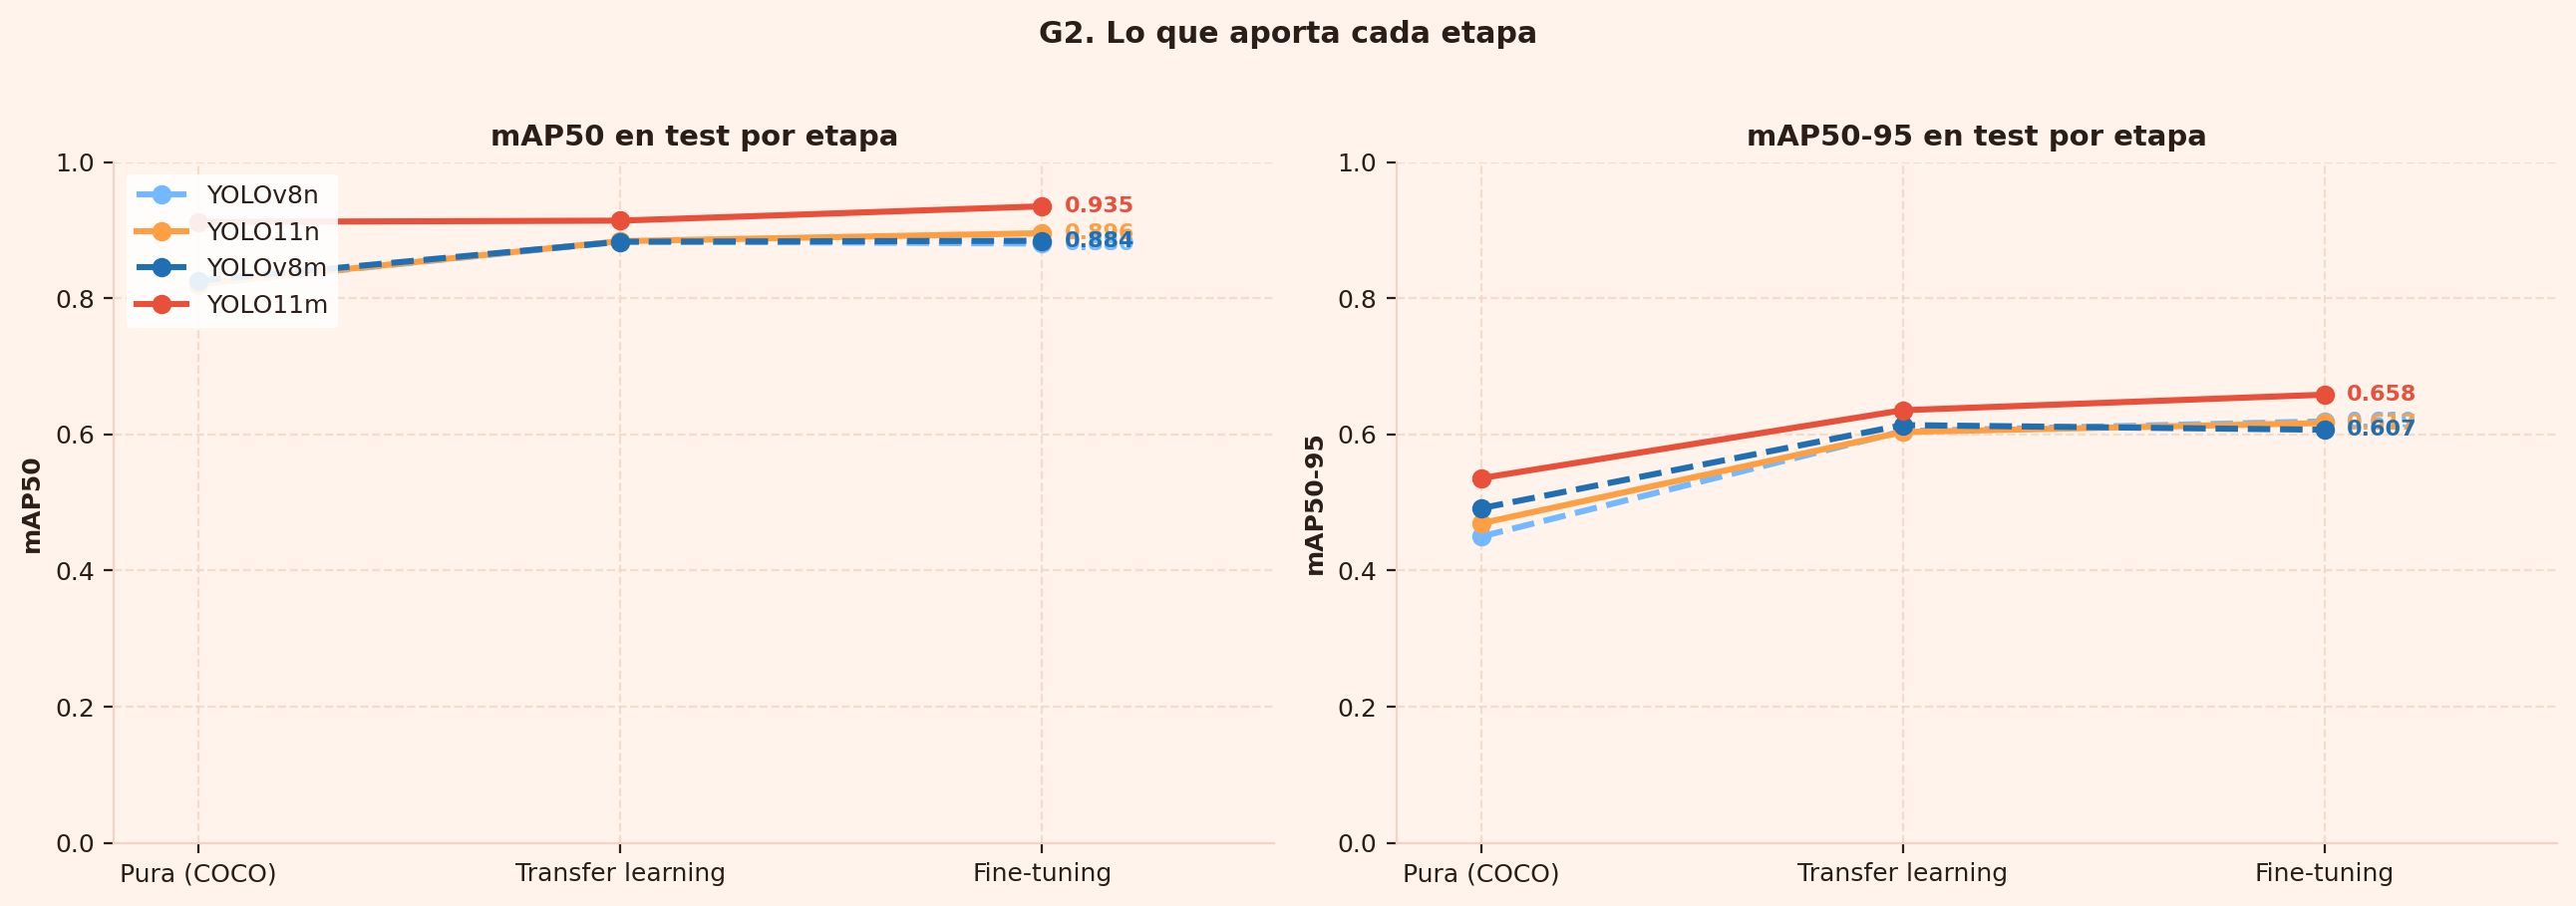 G2. Lo que aporta cada etapa
mAP50 en test por etapa
mAP50
1.0
0.8
0.6
0.4
0.2
0.0
YOLOv8n
YOLO11n
YOLOv8m
YOLO11m
0.935
0.896
0.884
Pura (COCO)
Transfer learning
Fine-tuning
mAP50-95 en test por etapa
mAP50-95
1.0
0.8
0.6
0.4
0.2
0.0
0.658
0.607
Pura (COCO)
Transfer learning
Fine-tuning